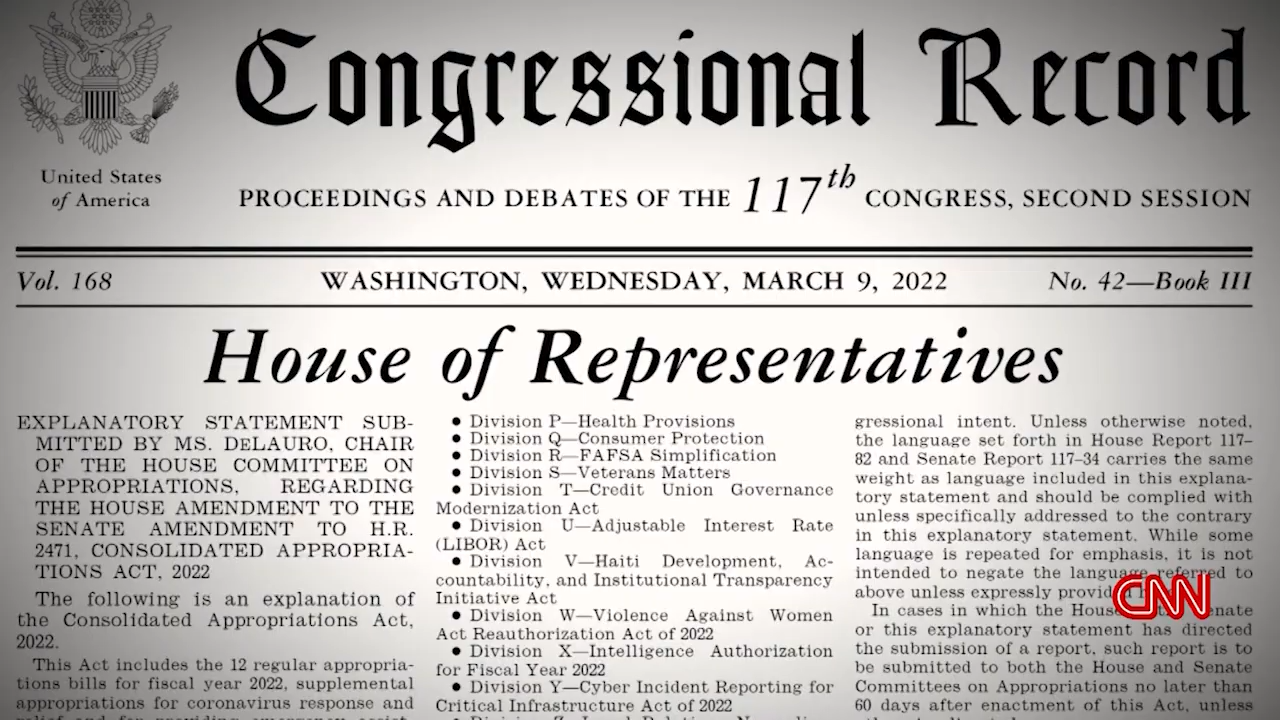 Congressional Record
United States
of America
PROCEEDINGS AND DEBATES OF THE 117th CONGRESS, SECOND SESSION
Vol. 168
WASHINGTON, WEDNESDAY, MARCH 9, 2022
No. 42—Book III
House of Representatives
EXPLANATORY STATEMENT SUB-
MITTED BY MS. DELAURO, CHAIR
OF THE HOUSE COMMITTEE ON
APPROPRIATIONS, REGARDING
THE HOUSE AMENDMENT TO THE
SENATE AMENDMENT TO H.R.
2471, CONSOLIDATED APPROPRIA-
TIONS ACT, 2022
The following is an explanation of
the Consolidated Appropriations Act,
2022.
This Act includes the 12 regular appropria-
tions bills for fiscal year 2022, supplemental
appropriations for coronavirus response and
• Division P—Health Provisions
• Division Q—Consumer Protection
• Division R—FAFSA Simplification
• Division S—Veterans Matters
• Division T—Credit Union Governance
Modernization Act
• Division U—Adjustable Interest Rate
(LIBOR) Act
• Division V—Haiti Development, Ac-
countability, and Institutional Transparency
Initiative Act
• Division W—Violence Against Women
Act Reauthorization Act of 2022
• Division X—Intelligence Authorization
for Fiscal Year 2022
• Division Y—Cyber Incident Reporting for
Critical Infrastructure Act of 2022
gressional intent. Unless otherwise noted,
the language set forth in House Report 117–
82 and Senate Report 117–34 carries the same
weight as language included in this explana-
tory statement and should be complied with
unless specifically addressed to the contrary
in this explanatory statement. While some
language is repeated for emphasis, it is not
intended to negate the language referred to
above unless expressly provided
In cases in which the House
or this explanatory statement has directed
the submission of a report, such report is to
be submitted to both the House and Senate
Committees on Appropriations no later than
60 days after enactment of this Act, unless
CNN